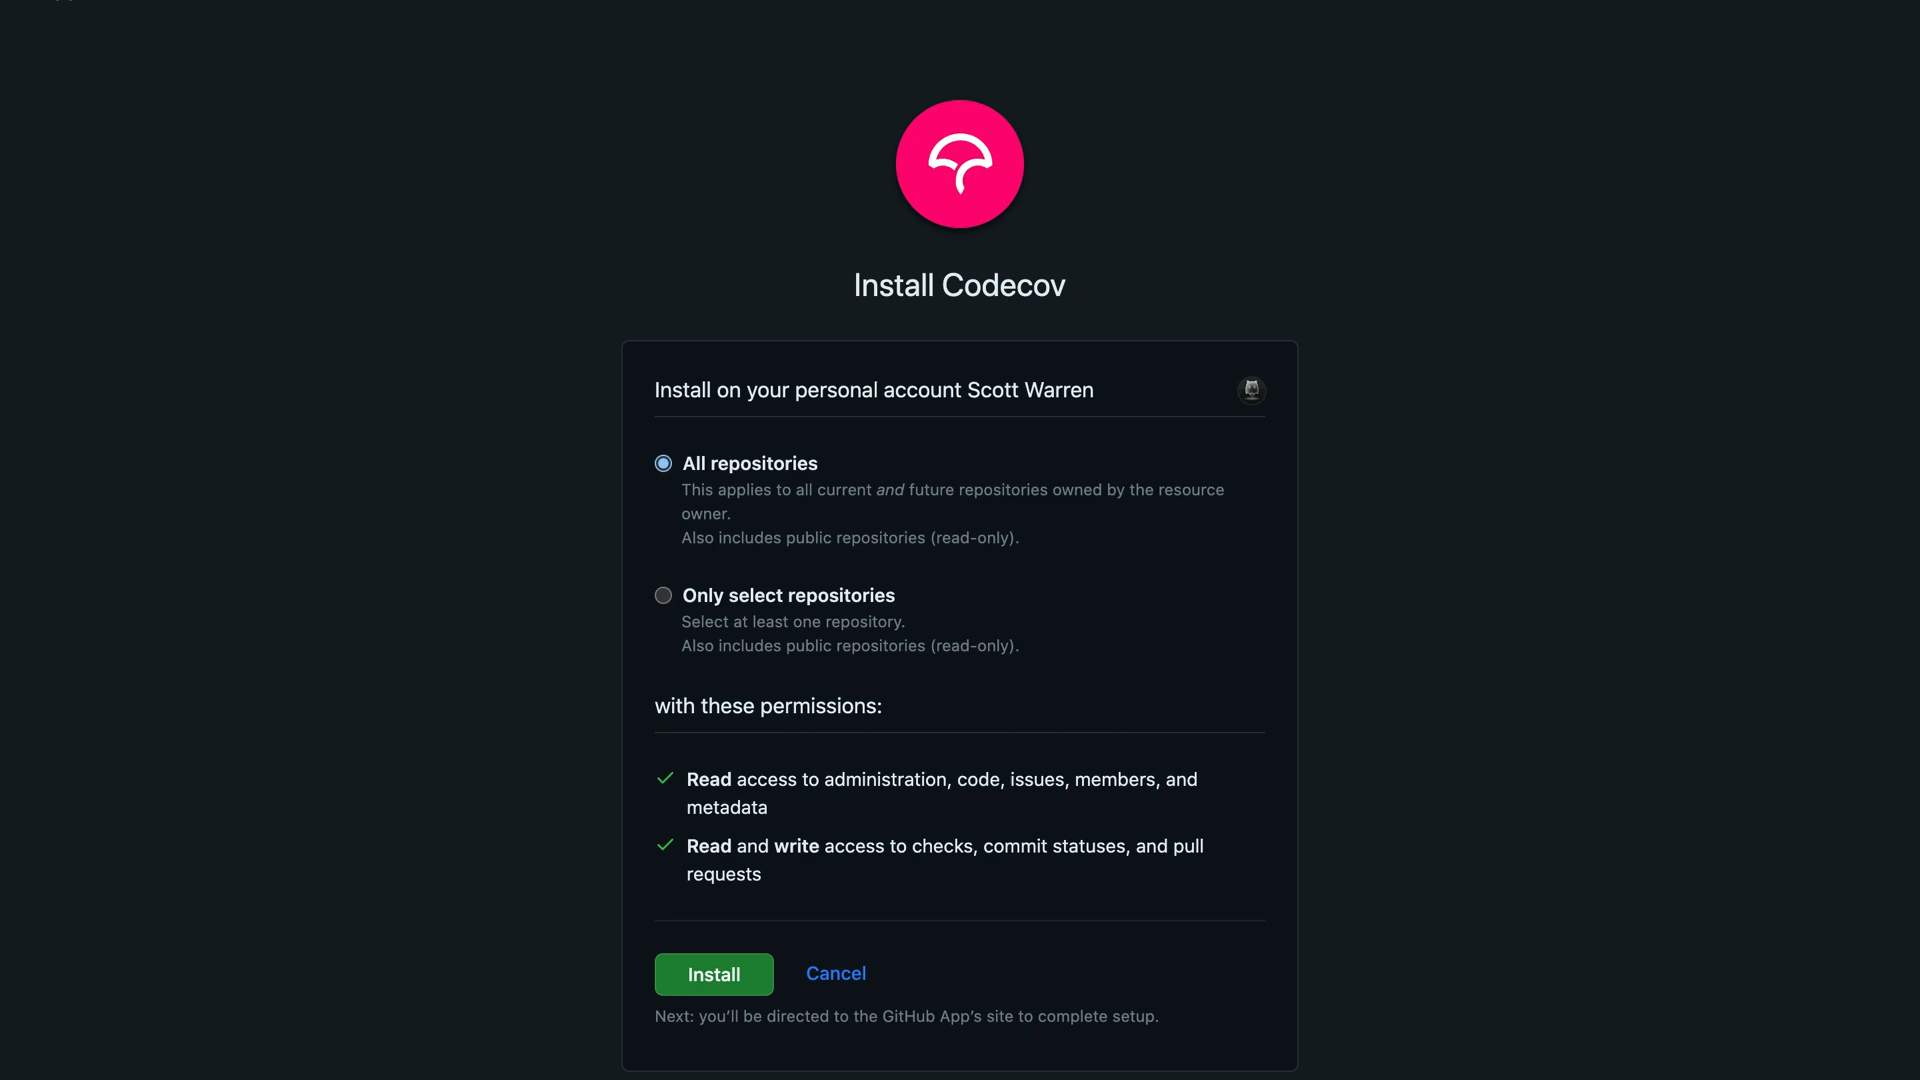 Install Codecov
Install on your personal account Scott Warren
All repositories
This applies to all current and future repositories owned by the resource
owner.
Also includes public repositories (read-only).
Only select repositories
Select at least one repository.
Also includes public repositories (read-only).
with these permissions:
Read access to administration, code, issues, members, and
metadata
Read and write access to checks, commit statuses, and pull
requests
Install
Cancel
Next: you’ll be directed to the GitHub App’s site to complete setup.